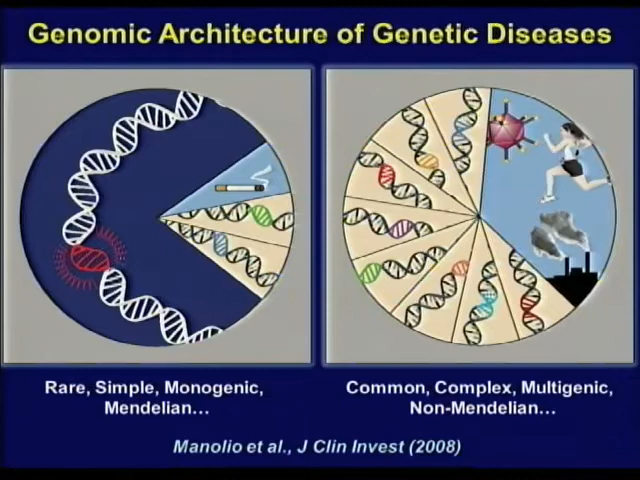 Genomic Architecture of Genetic Diseases
Rare, Simple, Monogenic,
Mendelian...
Common, Complex, Multigenic,
Non-Mendelian...
Manolio et al., J Clin Invest (2008)